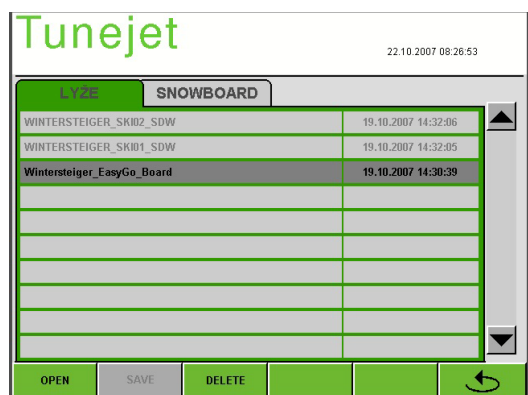 Tunejet
22.10.2007 08:26:53
LYŽE SNOWBOARD
WINTERSTEIGER_SKI02_SDW 19.10.2007 14:32:06
WINTERSTEIGER_SKI01_SDW 19.10.2007 14:32:05
Wintersteiger_EasyGo_Board 19.10.2007 14:30:39
OPEN SAVE DELETE